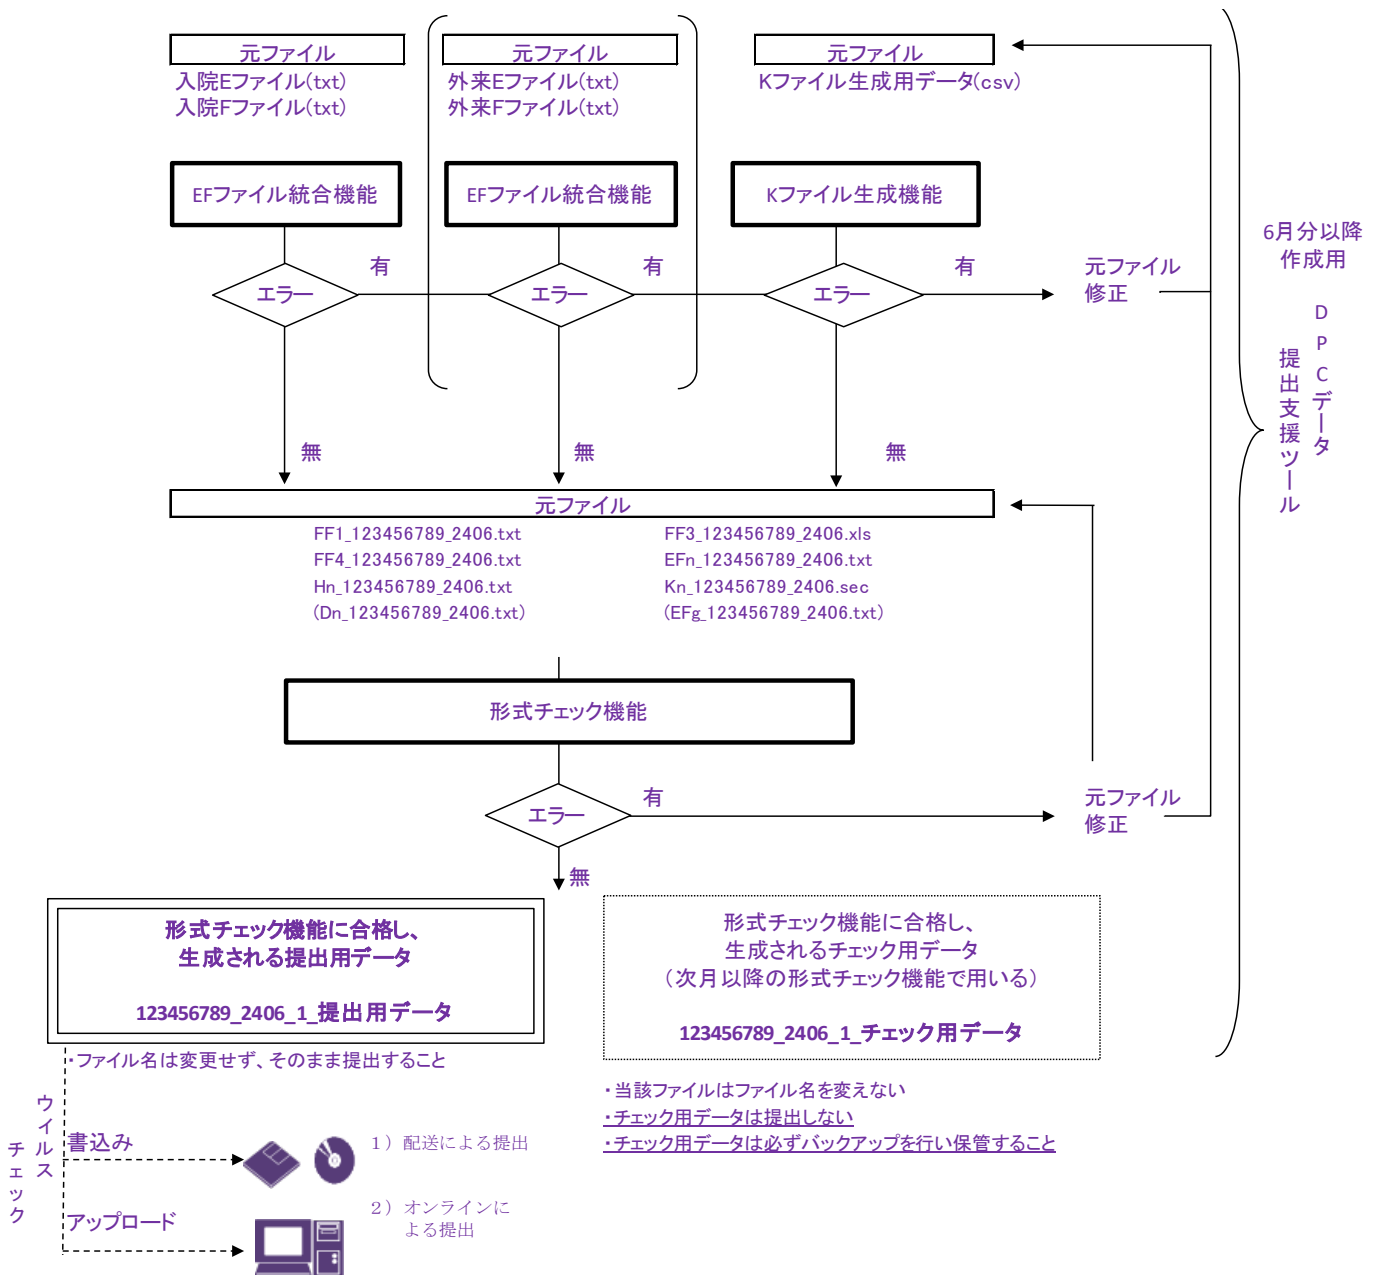 元ファイル
入院Eファイル(txt)
入院Fファイル(txt)
元ファイル
外来Eファイル(txt)
外来Fファイル(txt)
元ファイル
Kファイル生成用データ(csv)
EFファイル統合機能
EFファイル統合機能
Kファイル生成機能
エラー
有
エラー
有
エラー
有
元ファイル
修正
無
無
無
6月分以降
作成用
DPCデータ
提出支援ツール
元ファイル
FF1_123456789_2406.txt
FF3_123456789_2406.xls
FF4_123456789_2406.txt
EFn_123456789_2406.txt
Hn_123456789_2406.txt
Kn_123456789_2406.sec
(Dn_123456789_2406.txt)
(EFg_123456789_2406.txt)
形式チェック機能
エラー
有
元ファイル
修正
無
形式チェック機能に合格し、
生成される提出用データ
123456789_2406_1_提出用データ
形式チェック機能に合格し、
生成されるチェック用データ
（次月以降の形式チェック機能で用いる）
123456789_2406_1_チェック用データ
・ファイル名は変更せず、そのまま提出すること
・当該ファイルはファイル名を変えない
・チェック用データは提出しない
・チェック用データは必ずバックアップを行い保管すること
ウイルス
チェック
書込み
1）配送による提出
アップロード
2）オンラインに
よる提出